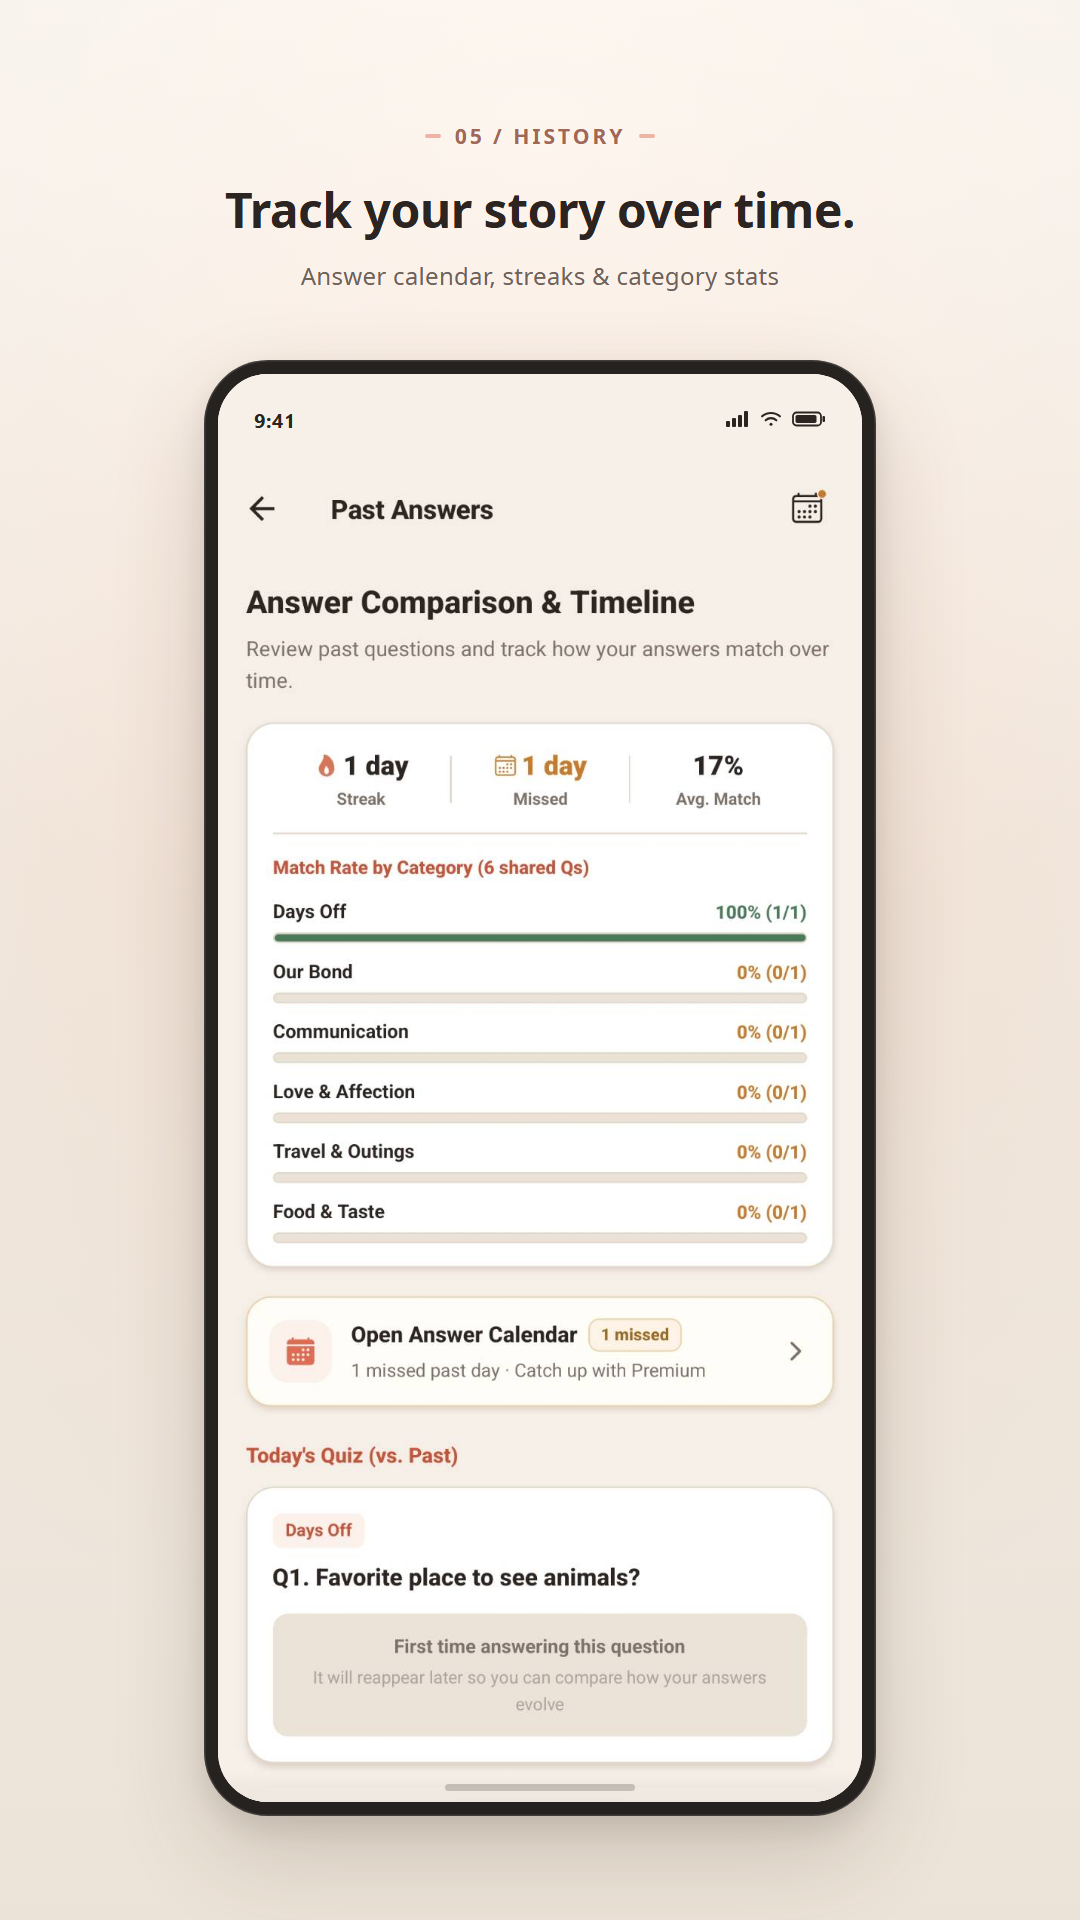 05 / HISTORY
Track your story over time.
Answer calendar, streaks & category stats
9:41
Past Answers
Answer Comparison & Timeline
Review past questions and track how your answers match over
time.
1 day
Streak
1 day
Missed
17%
Avg. Match
Match Rate by Category (6 shared Qs)
Days Off 100% (1/1)
Our Bond 0% (0/1)
Communication 0% (0/1)
Love & Affection 0% (0/1)
Travel & Outings 0% (0/1)
Food & Taste 0% (0/1)
Open Answer Calendar 1 missed
1 missed past day · Catch up with Premium
Today's Quiz (vs. Past)
Days Off
Q1. Favorite place to see animals?
First time answering this question
It will reappear later so you can compare how your answers
evolve